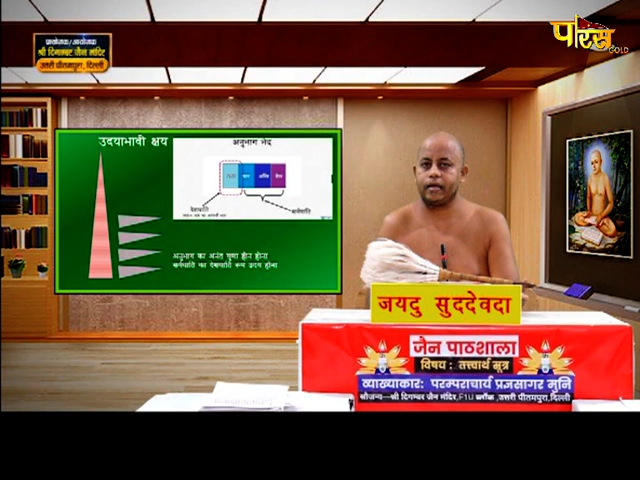 प्रायोजक/आयोजक
श्री दिगम्बर जैन मंदिर
उत्तरी पीतमपुरा, दिल्ली
पारस
GOLD
उदयाभावी क्षय
अनुभाग भेद
देशघाति
सर्वघाति
अनुभाग का अनंत गुणा हीन होना
सर्वघाति का देशघाति रूप उदय होना
जयदु सुददेवदा
जैन पाठशाला
विषय: तत्त्वार्थ सूत्र
व्याख्याकार: परम्पराचार्य प्रज्ञसागर मुनि
सौजन्य—श्री दिगम्बर जैन मंदिर, F1U ब्लॉक, उत्तरी पीतमपुरा, दिल्ली